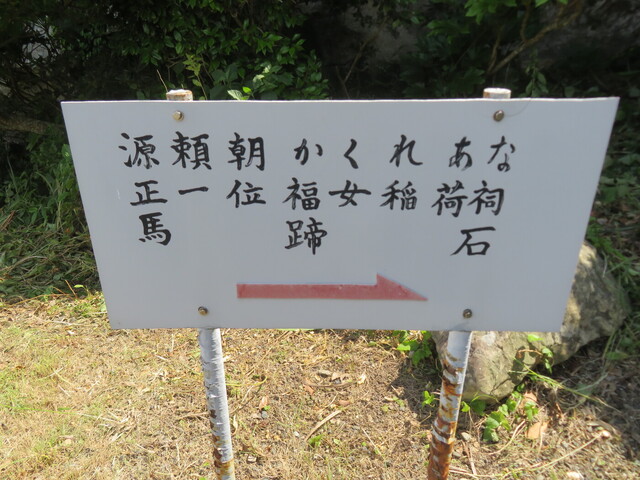 源頼朝かくれあな
正一位福女稲荷祠
馬蹄石